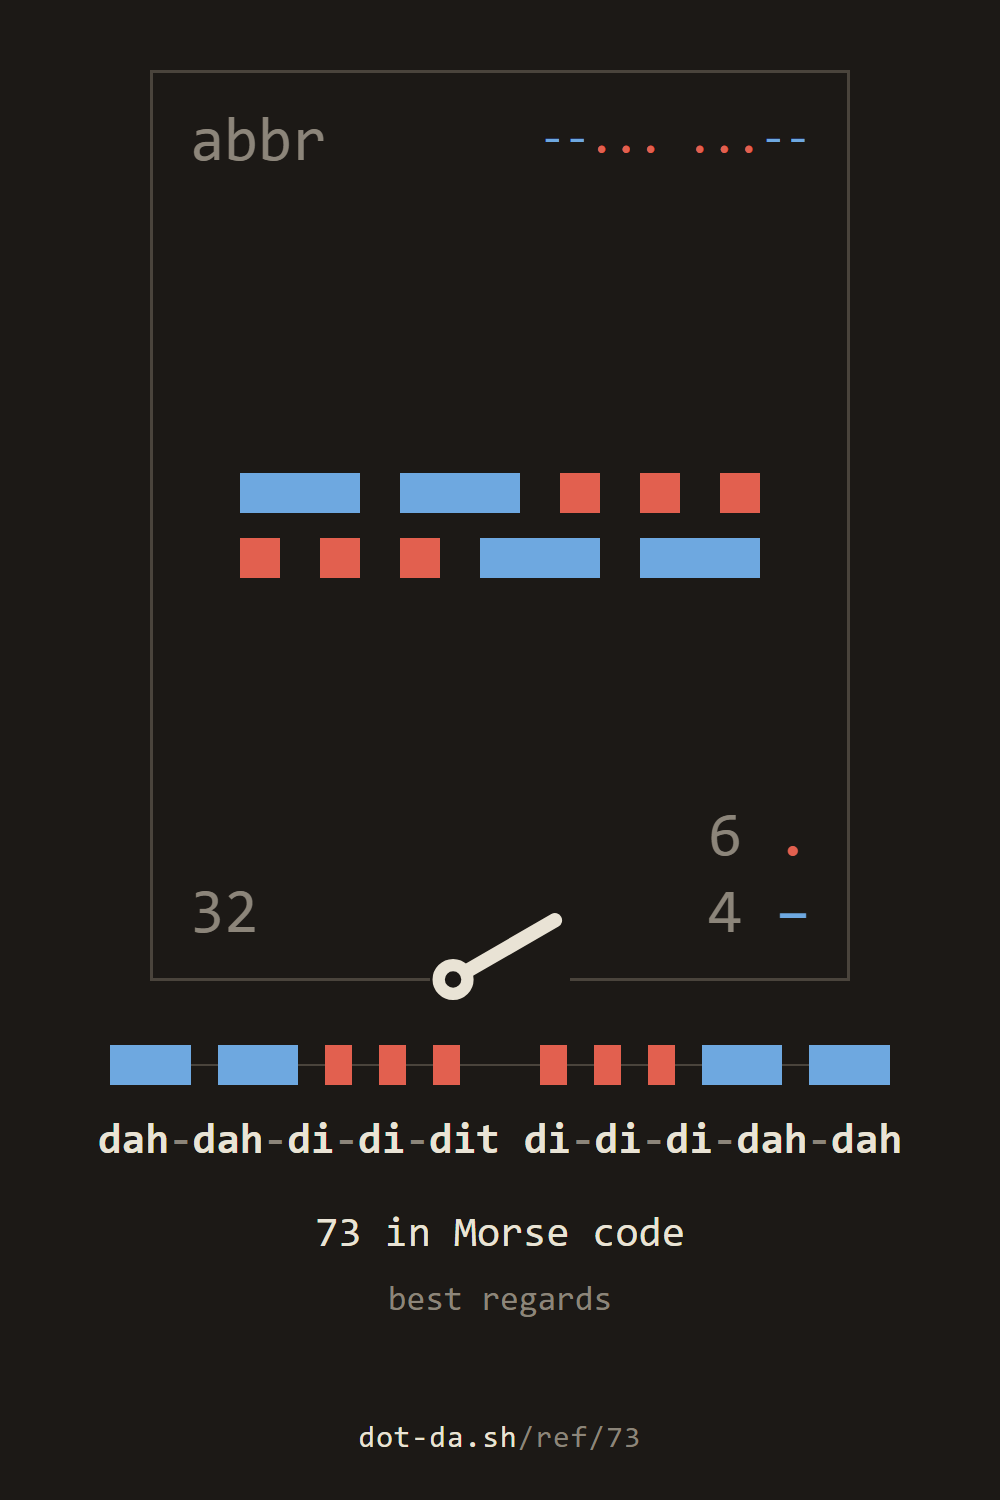 abbr --... ...--
6 .
32 4 -
dah-dah-di-di-dit di-di-di-dah-dah
73 in Morse code
best regards
dot-da.sh/ref/73